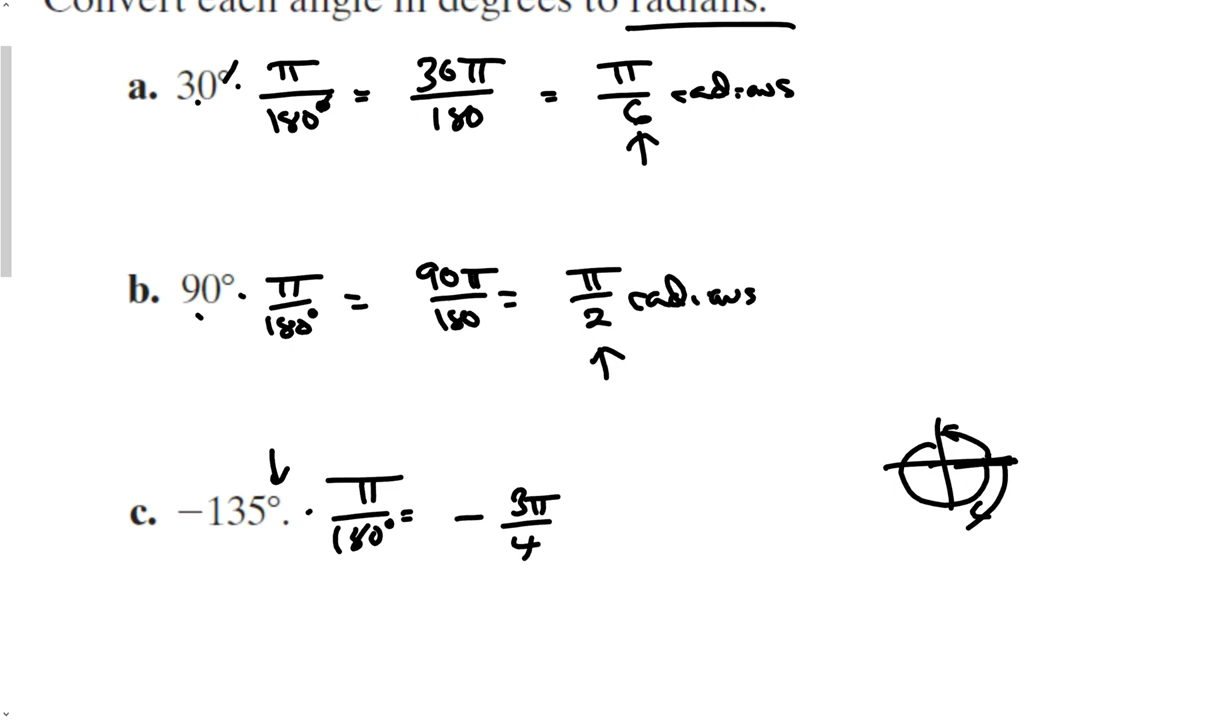 Convert each angle in degrees to radians.
a. 30° · π/180° = 30π/180 = π/6 radians
b. 90° · π/180° = 90π/180 = π/2 radians
c. −135°. · π/180° = − 3π/4